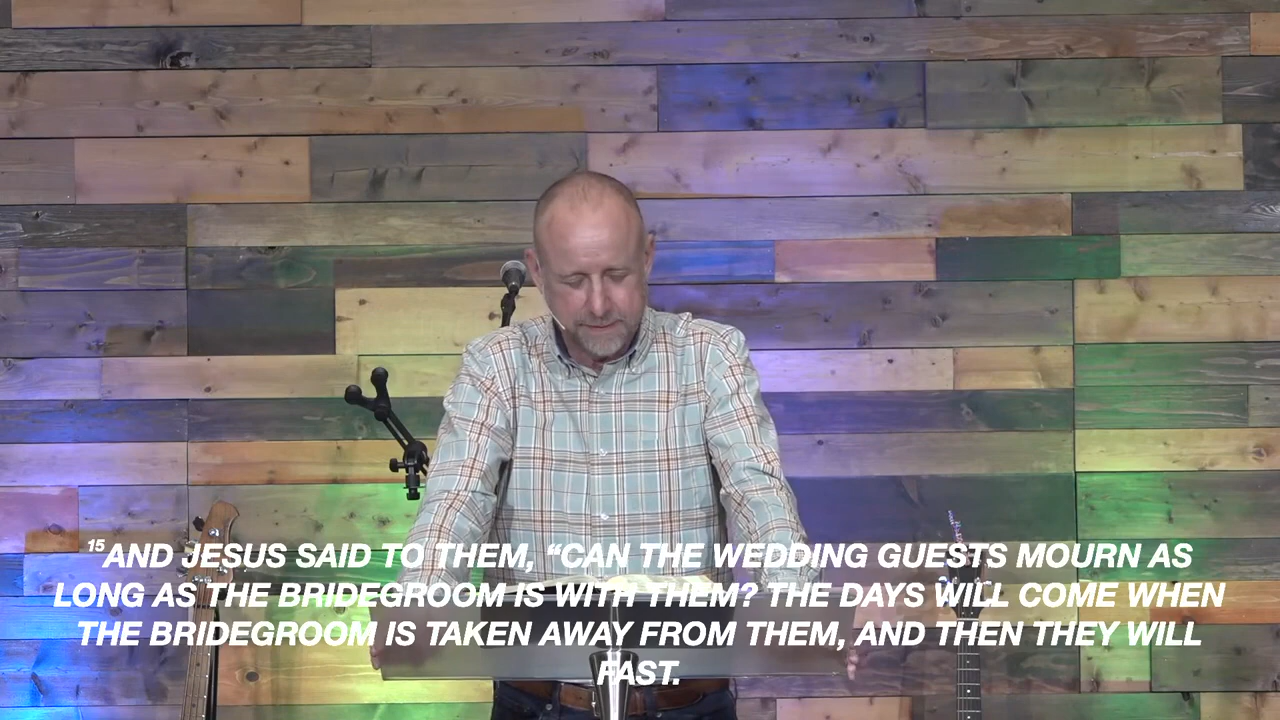 ¹⁵AND JESUS SAID TO THEM, “CAN THE WEDDING GUESTS MOURN AS
LONG AS THE BRIDEGROOM IS WITH THEM? THE DAYS WILL COME WHEN
THE BRIDEGROOM IS TAKEN AWAY FROM THEM, AND THEN THEY WILL
FAST.